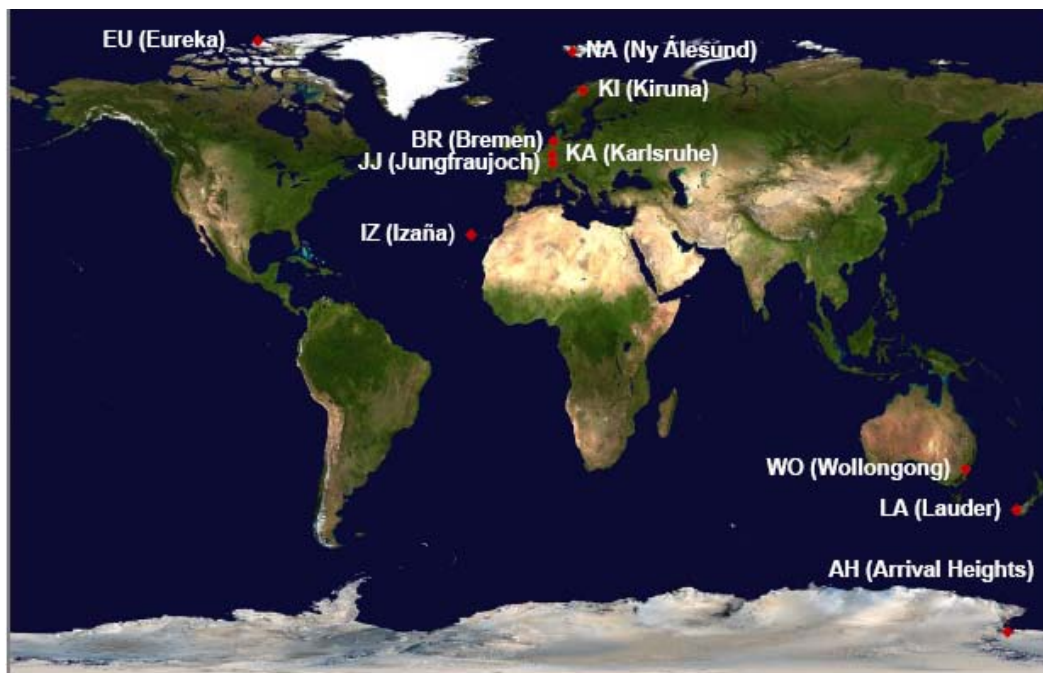 EU (Eureka)
NA (Ny Álesund)
KI (Kiruna)
BR (Bremen)
KA (Karlsruhe)
JJ (Jungfraujoch)
IZ (Izaña)
WO (Wollongong)
LA (Lauder)
AH (Arrival Heights)